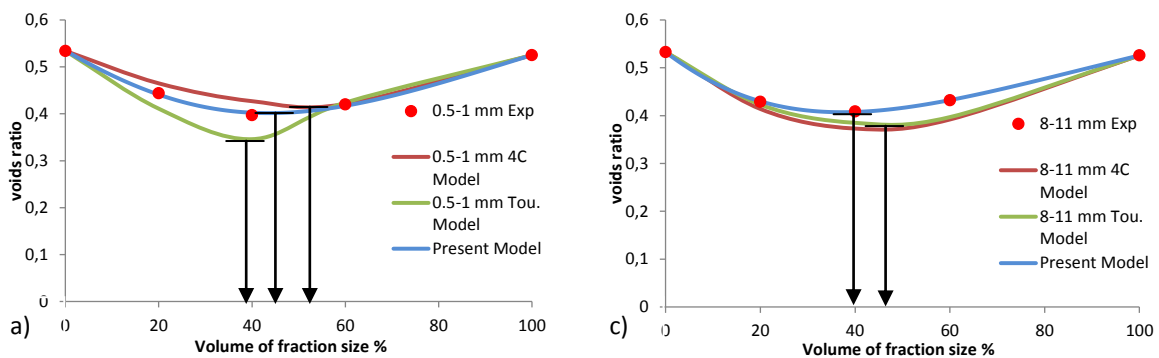 0,6
0,5
0,4
0,3
0,2
0,1
0
voids ratio
0.5-1 mm Exp
0.5-1 mm 4C
Model
0.5-1 mm Tou.
Model
Present Model
0 20 40 60 80 100
Volume of fraction size %
a)
0,6
0,5
0,4
0,3
0,2
0,1
0
voids ratio
8-11 mm Exp
8-11 mm 4C
Model
8-11 mm Tou.
Model
Present Model
0 20 40 60 80 100
Volume of fraction size %
c)